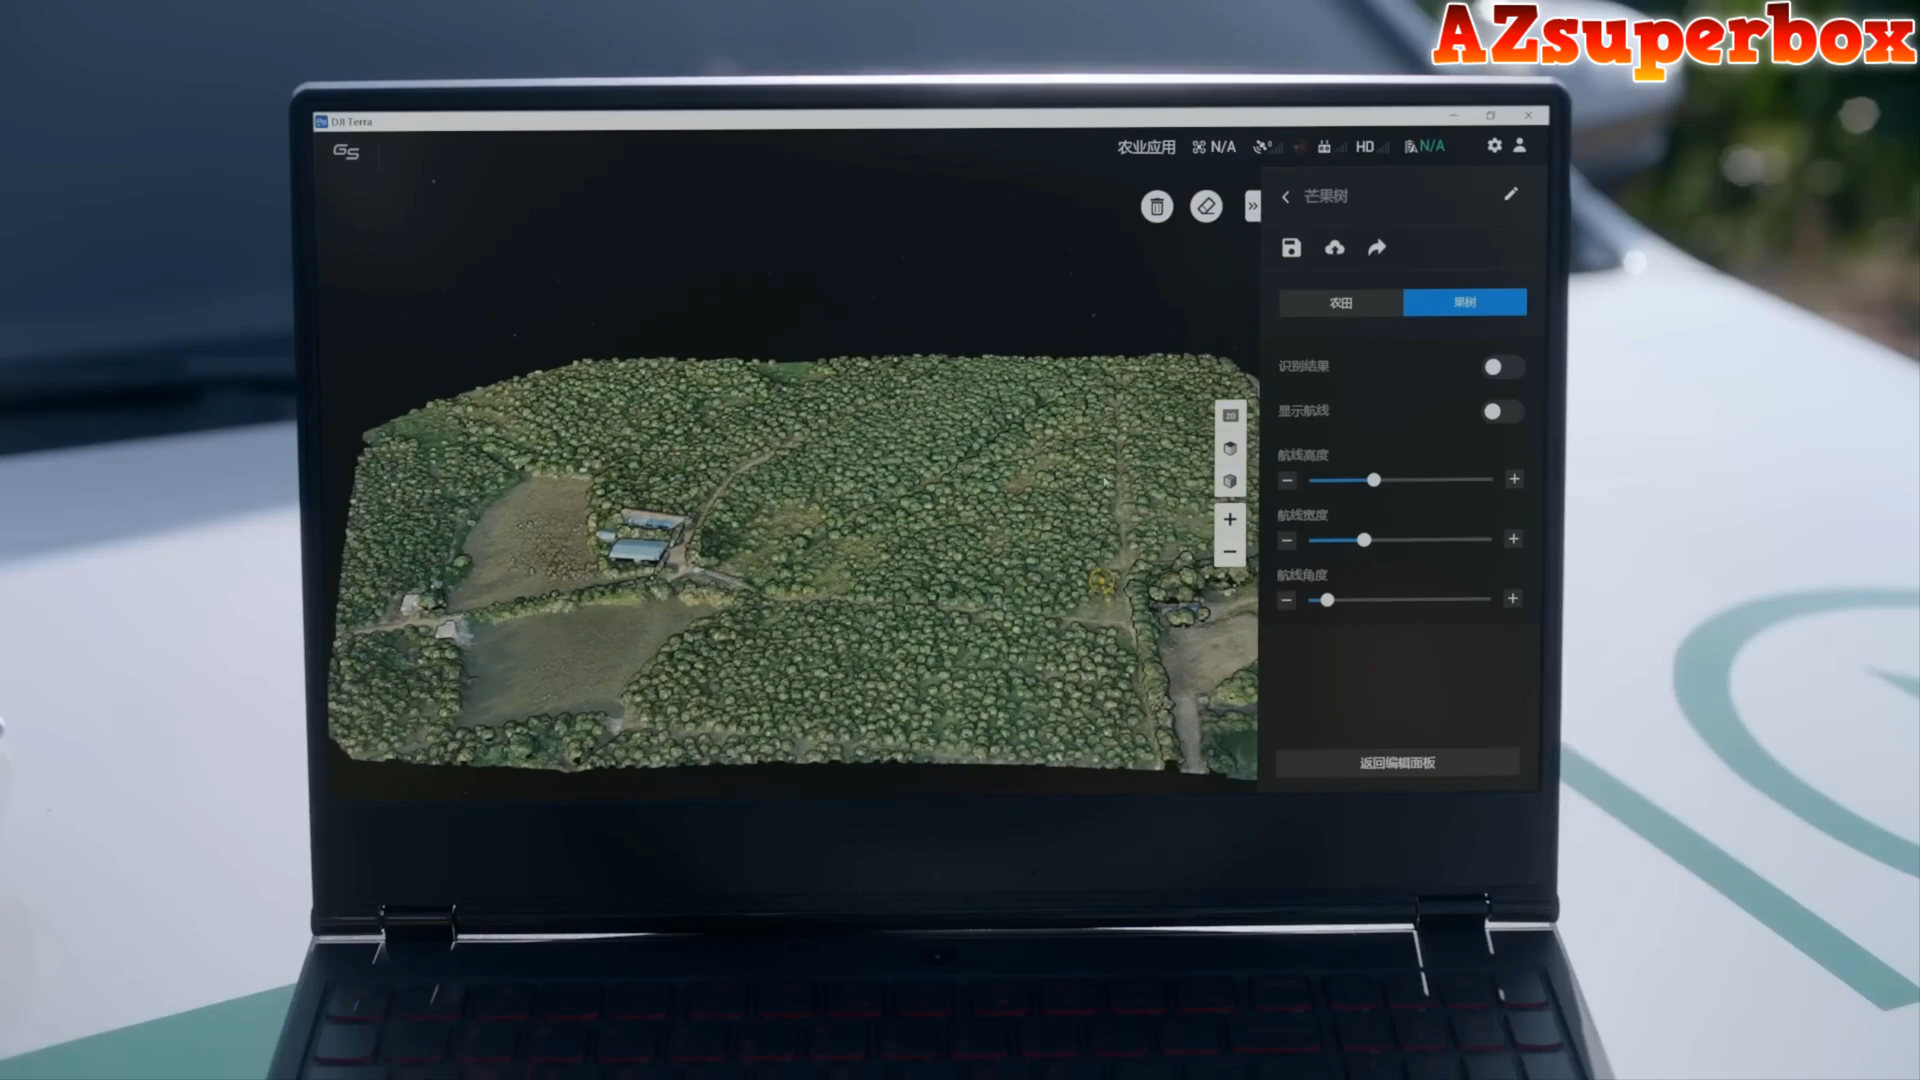 AZsuperbox
DJI Terra
GS
农业应用 N/A HD N/A
芒果树
农田 果树
识别结果
显示航线
2D
航线高度
航线宽度
航线角度
返回编辑面板